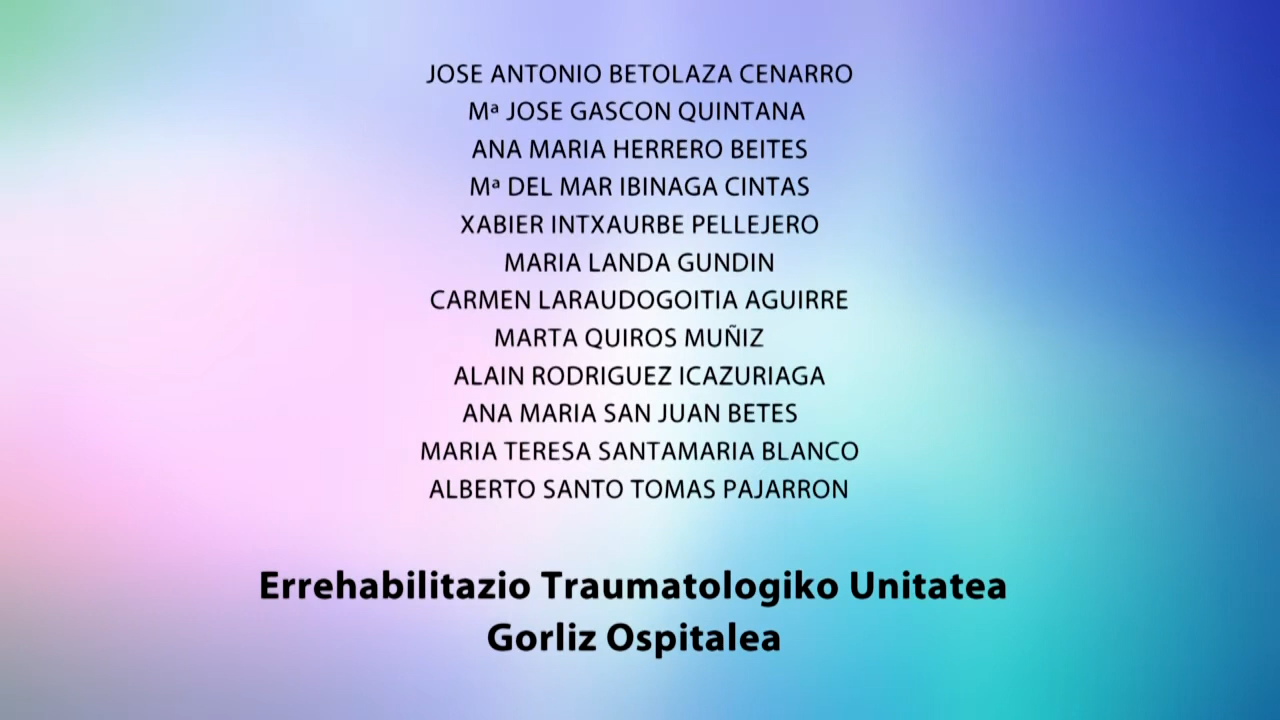 JOSE ANTONIO BETOLAZA CENARRO
Mª JOSE GASCON QUINTANA
ANA MARIA HERRERO BEITES
Mª DEL MAR IBINAGA CINTAS
XABIER INTXAURBE PELLEJERO
MARIA LANDA GUNDIN
CARMEN LARAUDOGOITIA AGUIRRE
MARTA QUIROS MUÑIZ
ALAIN RODRIGUEZ ICAZURIAGA
ANA MARIA SAN JUAN BETES
MARIA TERESA SANTAMARIA BLANCO
ALBERTO SANTO TOMAS PAJARRON
Errehabilitazio Traumatologiko Unitatea
Gorliz Ospitalea